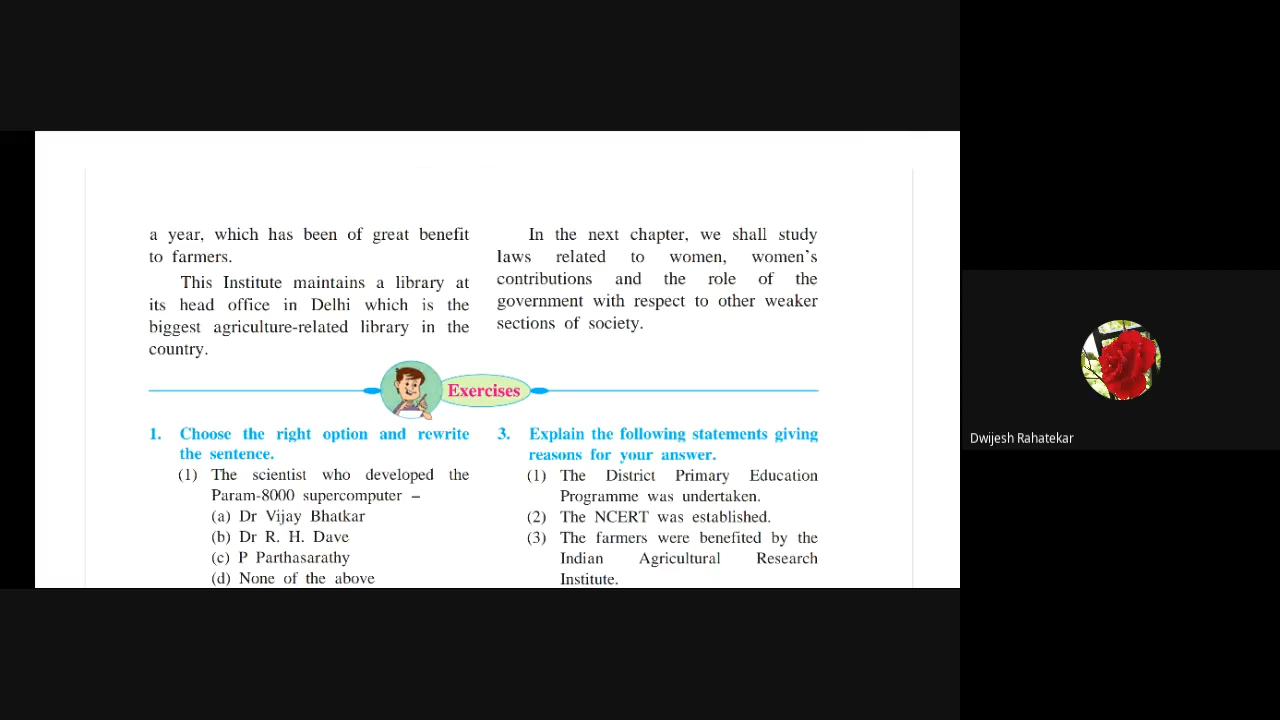 a year, which has been of great benefit
to farmers.
This Institute maintains a library at
its head office in Delhi which is the
biggest agriculture-related library in the
country.
In the next chapter, we shall study
laws related to women, women's
contributions and the role of the
government with respect to other weaker
sections of society.
Exercises
1. Choose the right option and rewrite
the sentence.
(1) The scientist who developed the
Param-8000 supercomputer –
(a) Dr Vijay Bhatkar
(b) Dr R. H. Dave
(c) P Parthasarathy
(d) None of the above
3. Explain the following statements giving
reasons for your answer.
(1) The District Primary Education
Programme was undertaken.
(2) The NCERT was established.
(3) The farmers were benefited by the
Indian Agricultural Research
Institute.
Dwijesh Rahatekar